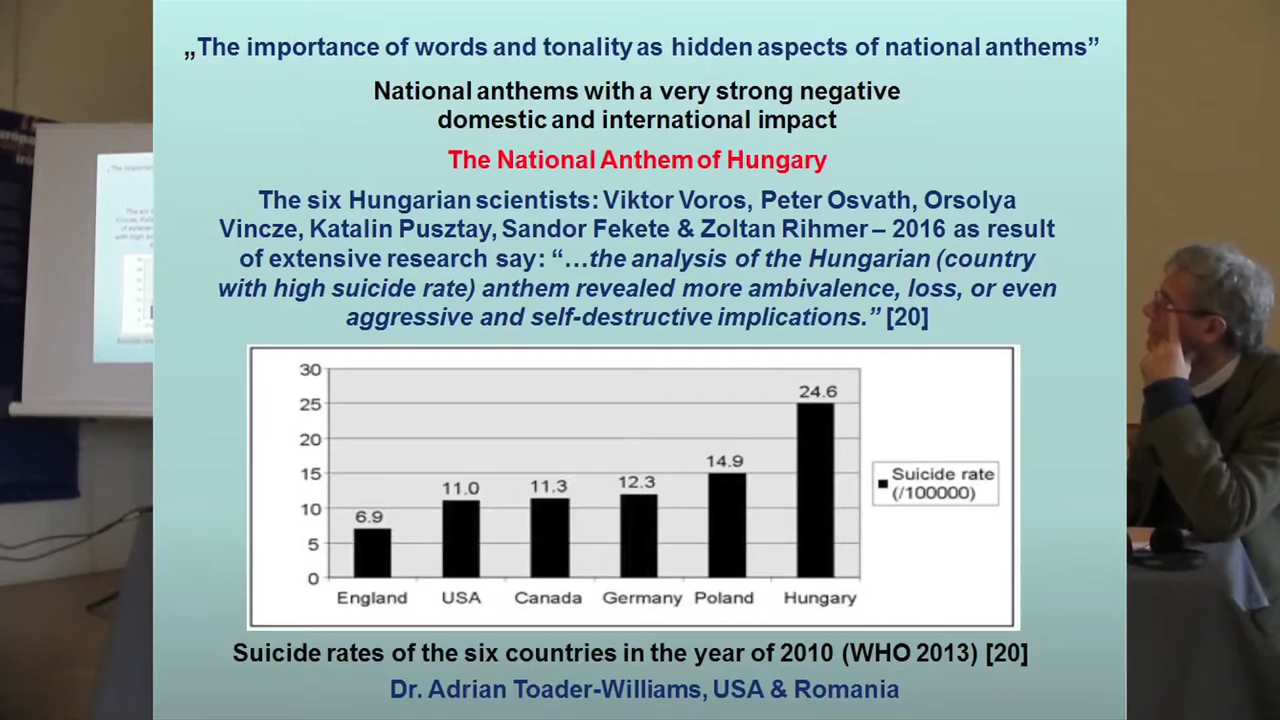 „The importance of words and tonality as hidden aspects of national anthems”
National anthems with a very strong negative
domestic and international impact
The National Anthem of Hungary
The six Hungarian scientists: Viktor Voros, Peter Osvath, Orsolya
Vincze, Katalin Pusztay, Sandor Fekete & Zoltan Rihmer – 2016 as result
of extensive research say: “…the analysis of the Hungarian (country
with high suicide rate) anthem revealed more ambivalence, loss, or even
aggressive and self-destructive implications.” [20]
30
25
20
15
10
5
0
6.9
11.0
11.3
12.3
14.9
24.6
England USA Canada Germany Poland Hungary
Suicide rate
(/100000)
Suicide rates of the six countries in the year of 2010 (WHO 2013) [20]
Dr. Adrian Toader-Williams, USA & Romania